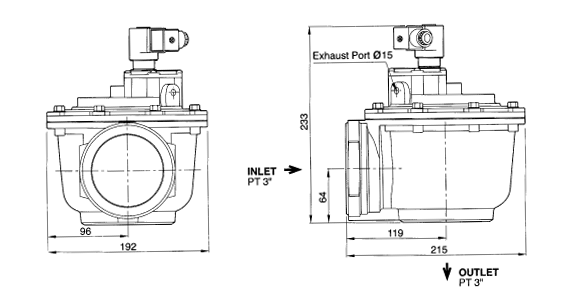 Exhaust Port Ø15
233
INLET
PT 3"
64
96
192
119
215
OUTLET
PT 3"